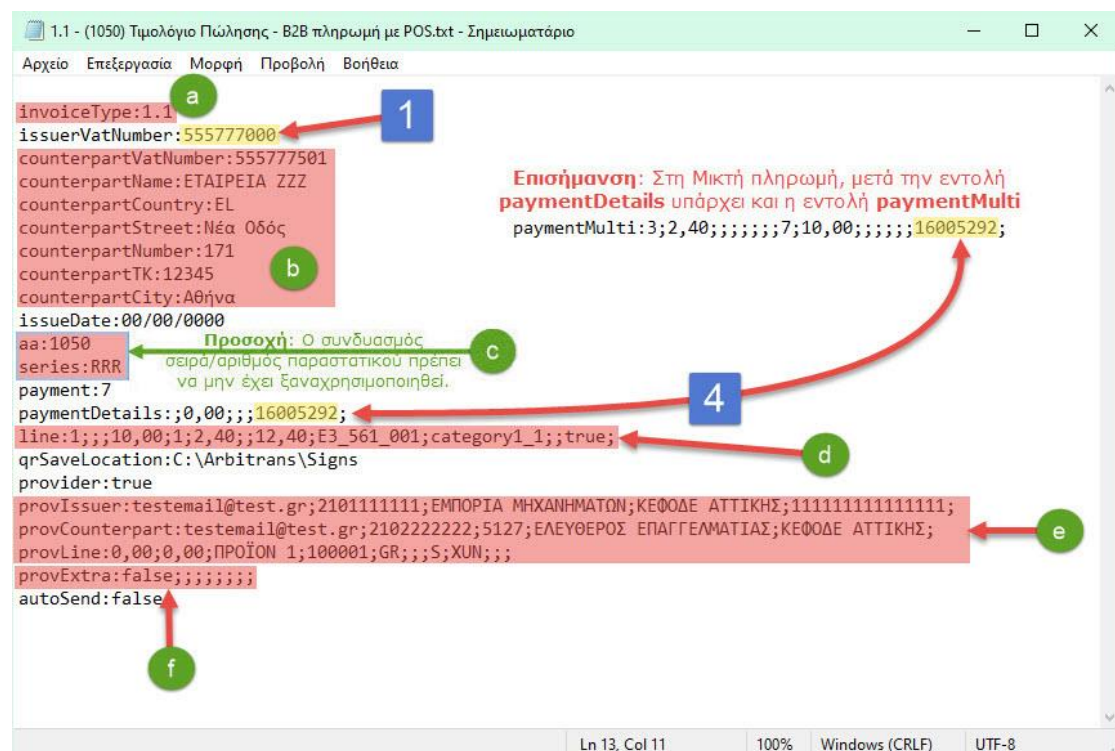 1.1 - (1050) Τιμολόγιο Πώλησης - B2B πληρωμή με POS.txt - Σημειωματάριο
Αρχείο Επεξεργασία Μορφή Προβολή Βοήθεια
a
invoiceType:1.1
1
issuerVatNumber:555777000
counterpartVatNumber:555777501
counterpartName:ΕΤΑΙΡΕΙΑ ΖΖΖ
counterpartCountry:EL
counterpartStreet:Νέα Οδός
counterpartNumber:171
counterpartTK:12345
counterpartCity:Αθήνα
b
Επισήμανση: Στη Μικτή πληρωμή, μετά την εντολή
paymentDetails υπάρχει και η εντολή paymentMulti
paymentMulti:3;2,40;;;;;;;7;10,00;;;;;;16005292;
issueDate:00/00/0000
aa:1050
series:RRR
Προσοχή: Ο συνδυασμός
σειρά/αριθμός παραστατικού πρέπει
να μην έχει ξαναχρησιμοποιηθεί.
c
payment:7
paymentDetails:;0,00;;;16005292;
4
line:1;;;10,00;1;2,40;;12,40;E3_561_001;category1_1;;true;
d
qrSaveLocation:C:\Arbitrans\Signs
provider:true
provIssuer:testemail@test.gr;2101111111;ΕΜΠΟΡΙΑ ΜΗΧΑΝΗΜΑΤΩΝ;ΚΕΦΟΔΕ ΑΤΤΙΚΗΣ;111111111111111;
provCounterpart:testemail@test.gr;2102222222;5127;ΕΛΕΥΘΕΡΟΣ ΕΠΑΓΓΕΛΜΑΤΙΑΣ;ΚΕΦΟΔΕ ΑΤΤΙΚΗΣ;
provLine:0,00;0,00;ΠΡΟΪΟΝ 1;100001;GR;;;S;XUN;;;
e
provExtra:false;;;;;;;;
autoSend:false
f
Ln 13, Col 11 100% Windows (CRLF) UTF-8